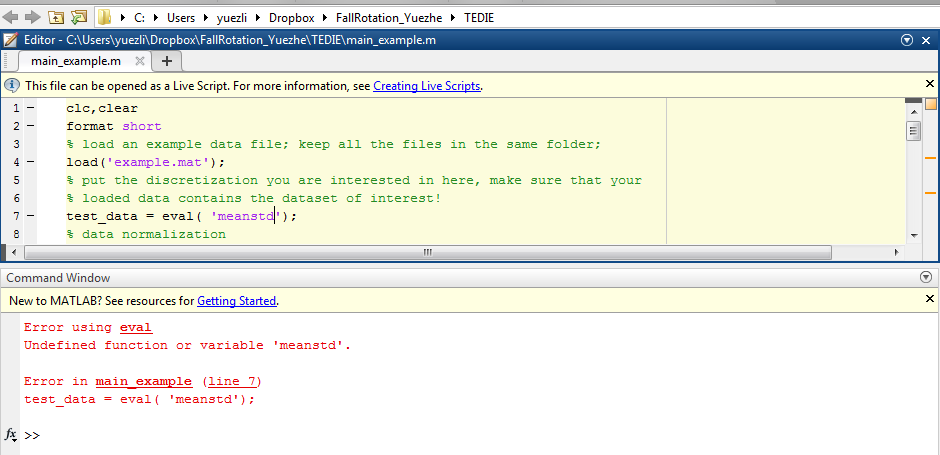 C: Users yuezli Dropbox FallRotation_Yuezhe TEDIE
Editor - C:\Users\yuezli\Dropbox\FallRotation_Yuezhe\TEDIE\main_example.m
main_example.m
This file can be opened as a Live Script. For more information, see Creating Live Scripts.
1 clc,clear
2 format short
3 % load an example data file; keep all the files in the same folder;
4 load('example.mat');
5 % put the discretization you are interested in here, make sure that your
6 % loaded data contains the dataset of interest!
7 test_data = eval( 'meanstd');
8 % data normalization
Command Window
New to MATLAB? See resources for Getting Started.
Error using eval
Undefined function or variable 'meanstd'.
Error in main_example (line 7)
test_data = eval( 'meanstd');
fx >>